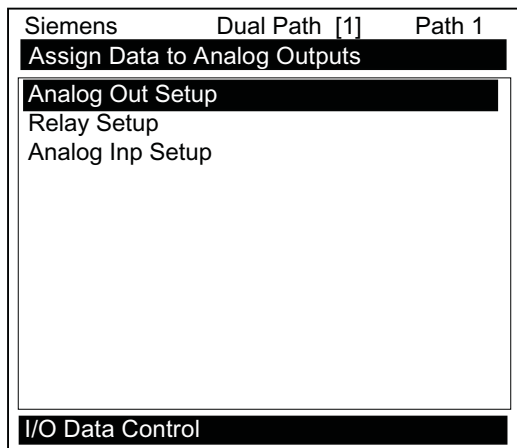 Siemens Dual Path [1] Path 1
Assign Data to Analog Outputs
Analog Out Setup
Relay Setup
Analog Inp Setup
I/O Data Control